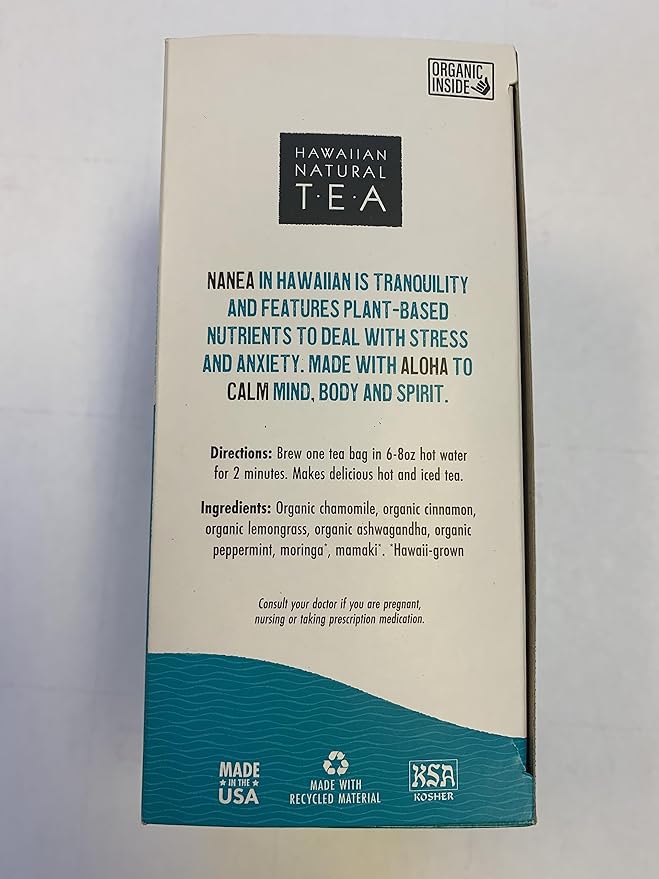 ORGANIC
INSIDE
HAWAIIAN
NATURAL
T·E·A
NANEA IN HAWAIIAN IS TRANQUILITY
AND FEATURES PLANT-BASED
NUTRIENTS TO DEAL WITH STRESS
AND ANXIETY. MADE WITH ALOHA TO
CALM MIND, BODY AND SPIRIT.
Directions: Brew one tea bag in 6-8oz hot water
for 2 minutes. Makes delicious hot and iced tea.
Ingredients: Organic chamomile, organic cinnamon,
organic lemongrass, organic ashwagandha, organic
peppermint, moringa*, mamaki*. *Hawaii-grown
Consult your doctor if you are pregnant,
nursing or taking prescription medication.
MADE
IN THE
USA
MADE WITH
RECYCLED MATERIAL
KSA
KOSHER